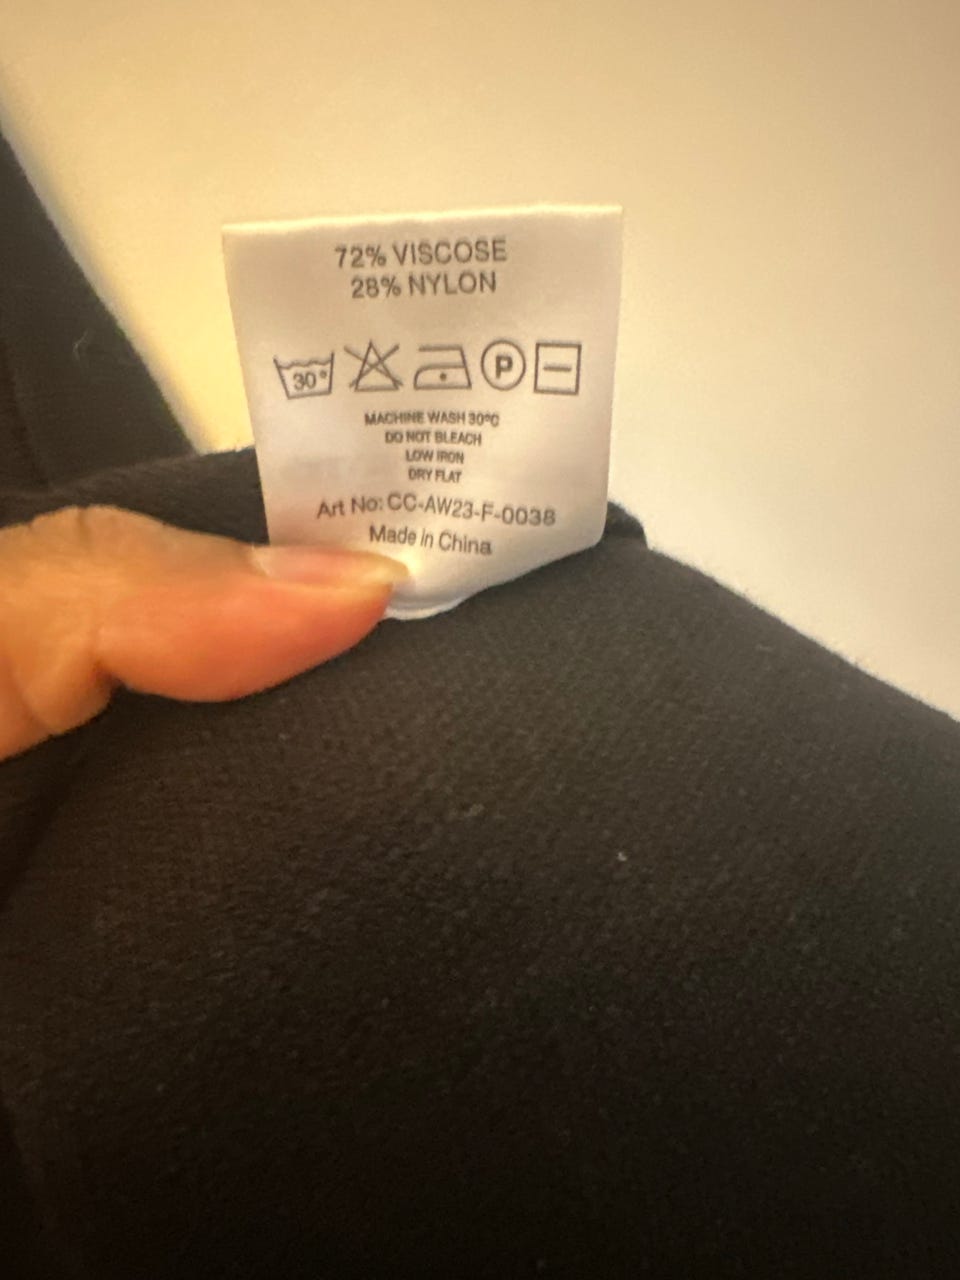 72% VISCOSE
28% NYLON
30°
P
MACHINE WASH 30ºC
DO NOT BLEACH
LOW IRON
DRY FLAT
Art No: CC-AW23-F-0038
Made in China